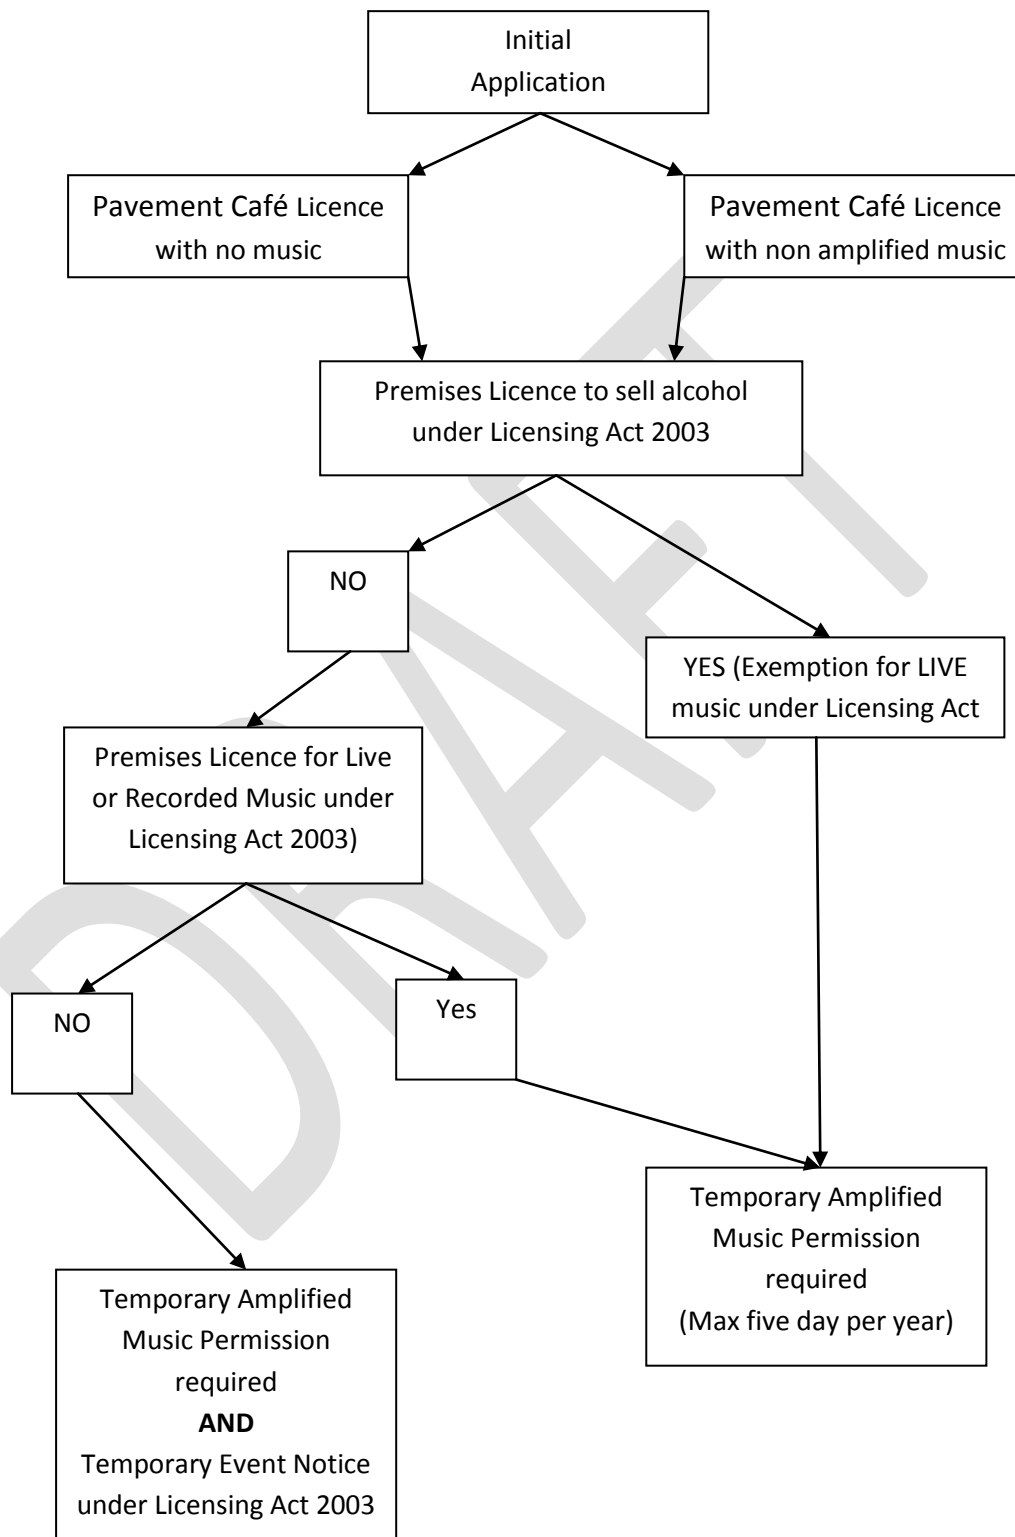 Initial
Application
Pavement Café Licence
with no music
Pavement Café Licence
with non amplified music
Premises Licence to sell alcohol
under Licensing Act 2003
NO
YES (Exemption for LIVE
music under Licensing Act
Premises Licence for Live
or Recorded Music under
Licensing Act 2003)
NO
Yes
Temporary Amplified
Music Permission
required
(Max five day per year)
Temporary Amplified
Music Permission
required
AND
Temporary Event Notice
under Licensing Act 2003
DRAFT